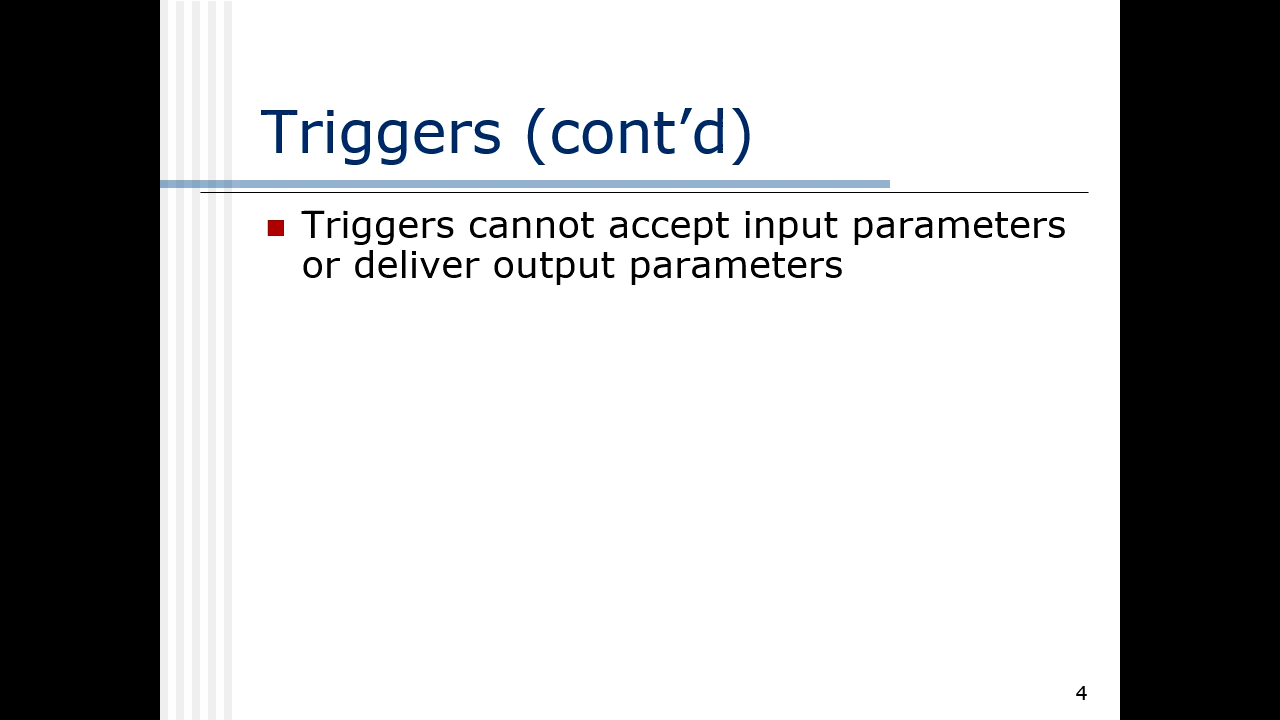 Triggers (cont’d)
Triggers cannot accept input parameters
or deliver output parameters
4